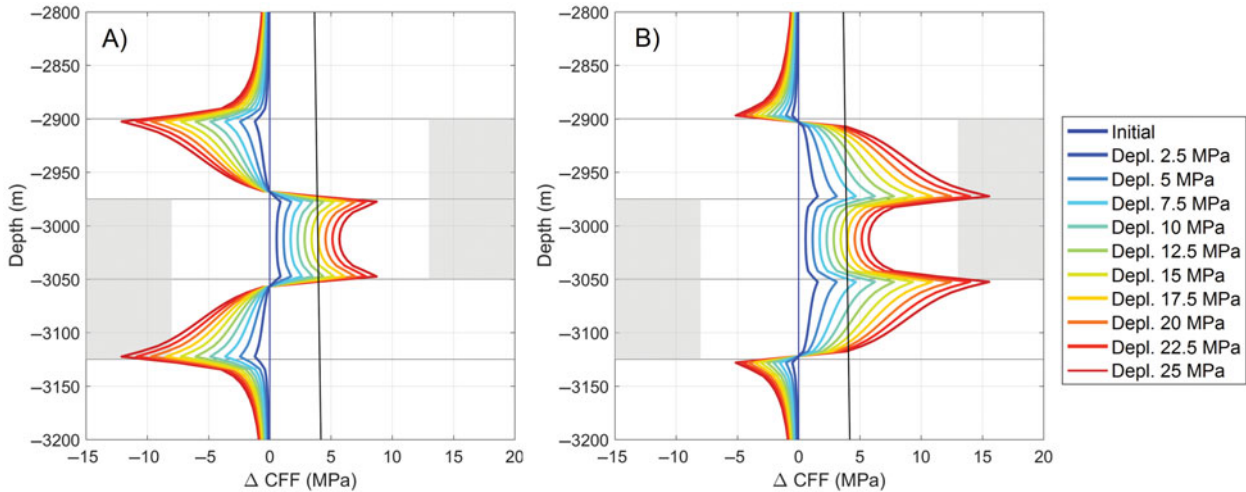 A)
B)
–2800
–2850
–2900
–2950
–3000
–3050
–3100
–3150
–3200
Depth (m)
–15
–10
–5
0
5
10
15
20
Δ CFF (MPa)
–2800
–2850
–2900
–2950
–3000
–3050
–3100
–3150
–3200
Depth (m)
–15
–10
–5
0
5
10
15
20
Δ CFF (MPa)
Initial
Depl. 2.5 MPa
Depl. 5 MPa
Depl. 7.5 MPa
Depl. 10 MPa
Depl. 12.5 MPa
Depl. 15 MPa
Depl. 17.5 MPa
Depl. 20 MPa
Depl. 22.5 MPa
Depl. 25 MPa